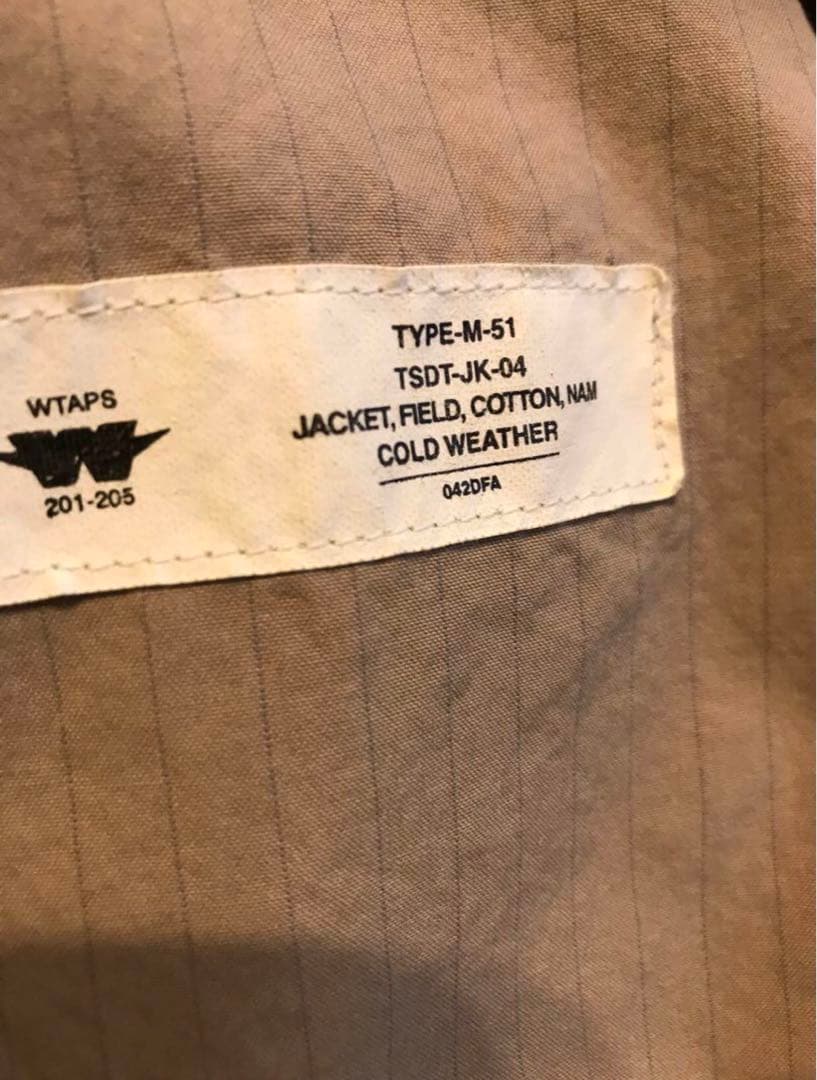 WTAPS
201-205
TYPE-M-51
TSDT-JK-04
JACKET, FIELD, COTTON, NAM
COLD WEATHER
042DFA